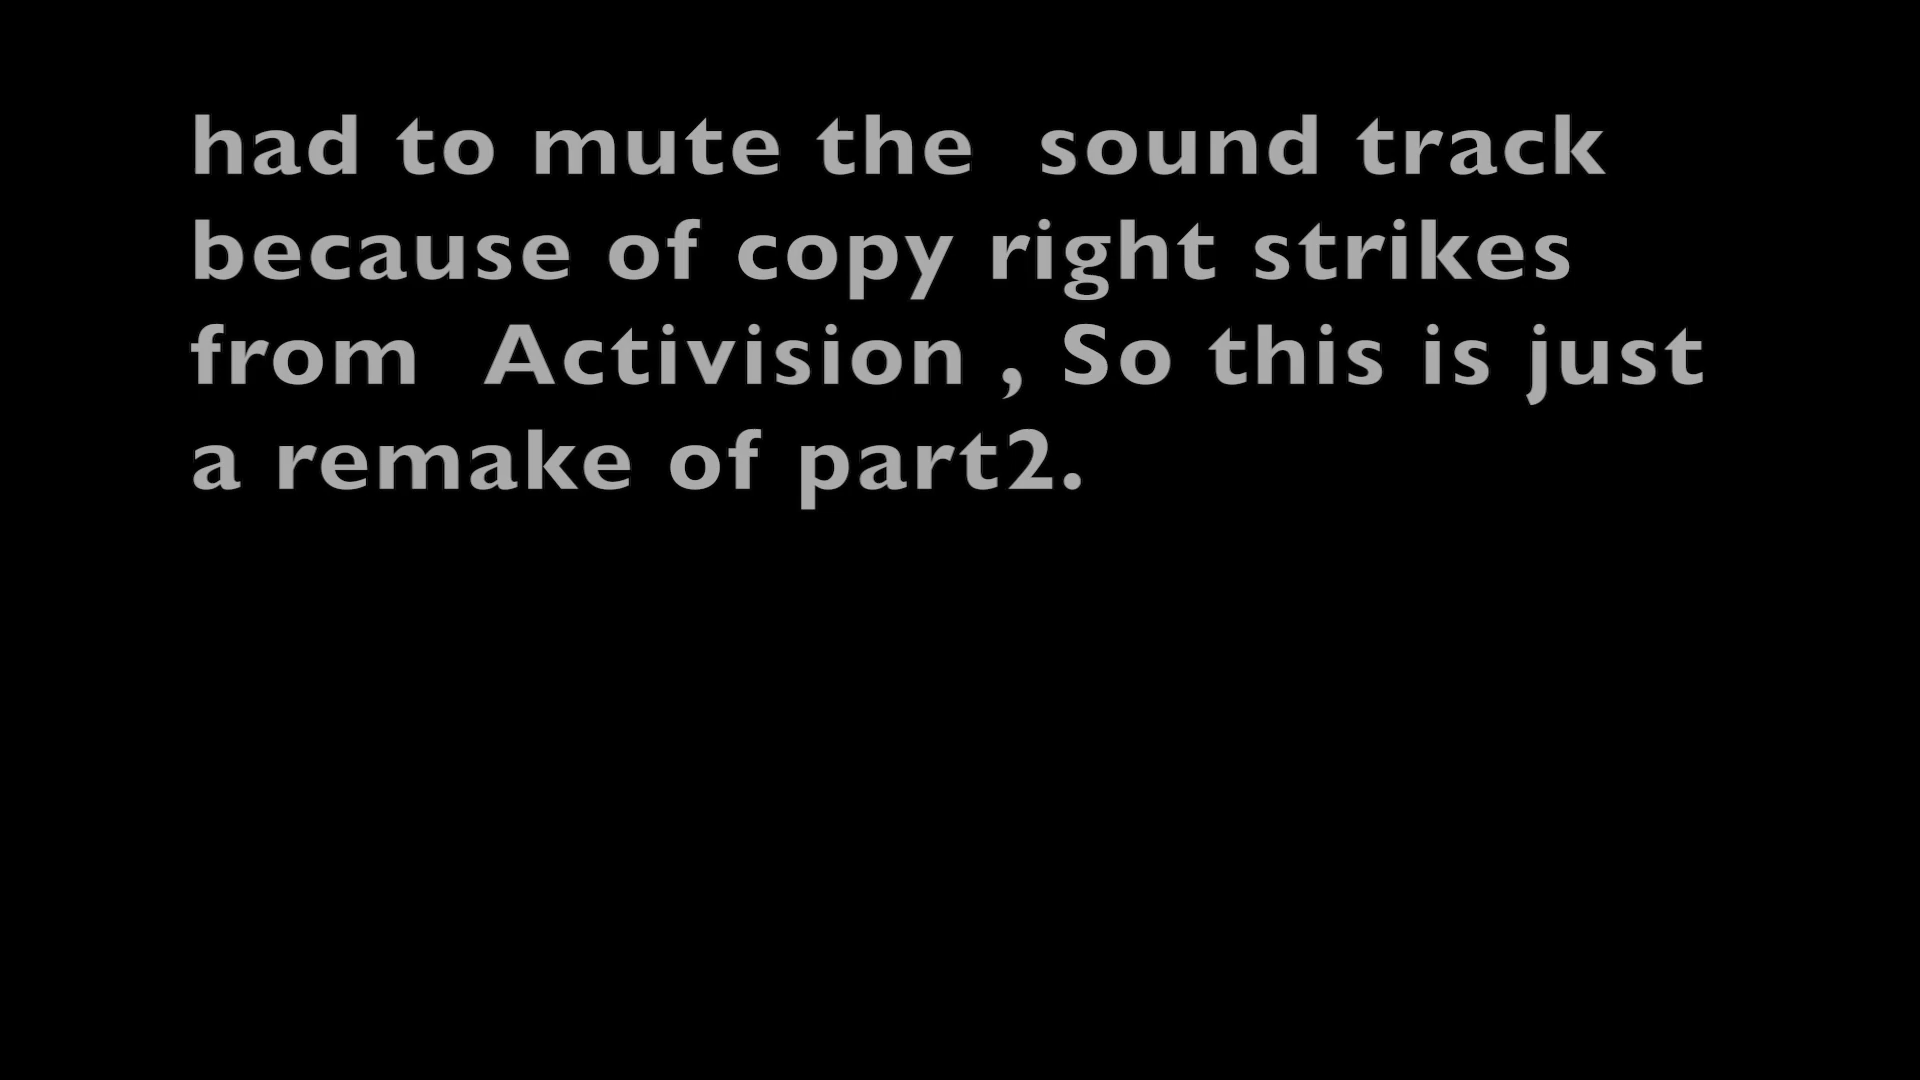 had to mute the  sound track
because of copy right strikes
from  Activision , So this is just
a remake of part2.